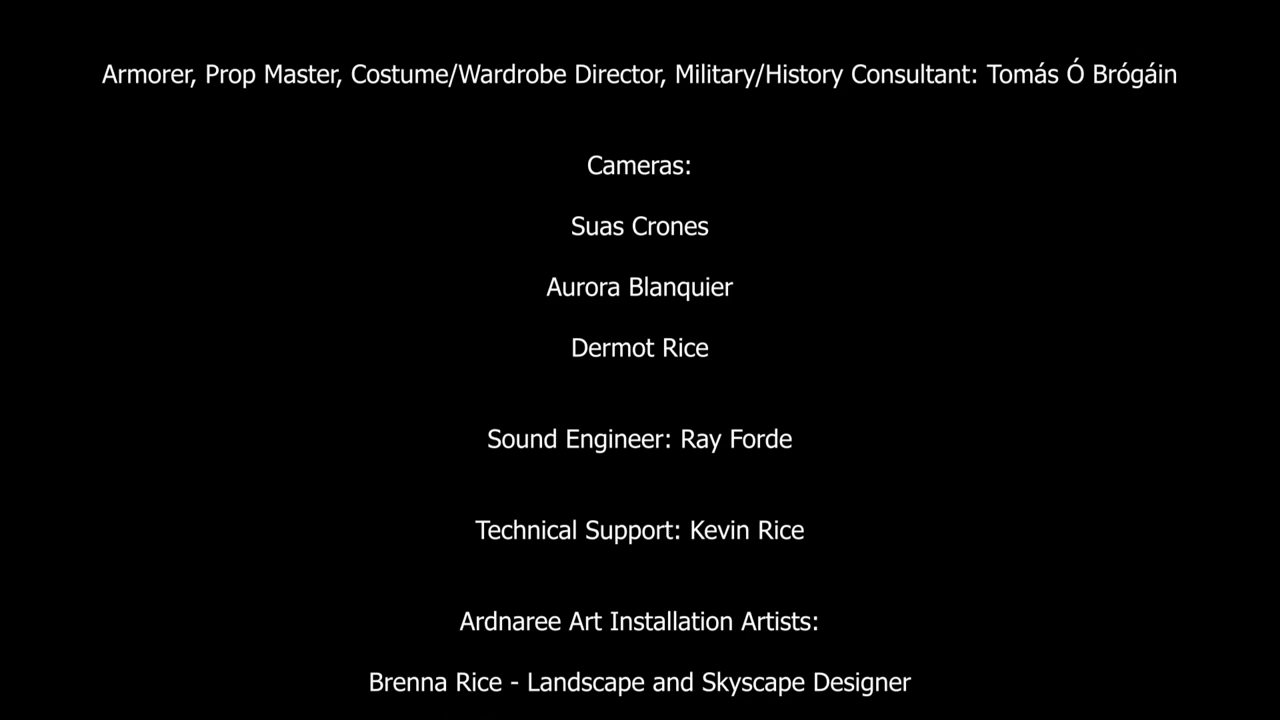 Armorer, Prop Master, Costume/Wardrobe Director, Military/History Consultant: Tomás Ó Brógáin
Cameras:
Suas Crones
Aurora Blanquier
Dermot Rice
Sound Engineer: Ray Forde
Technical Support: Kevin Rice
Ardnaree Art Installation Artists:
Brenna Rice - Landscape and Skyscape Designer